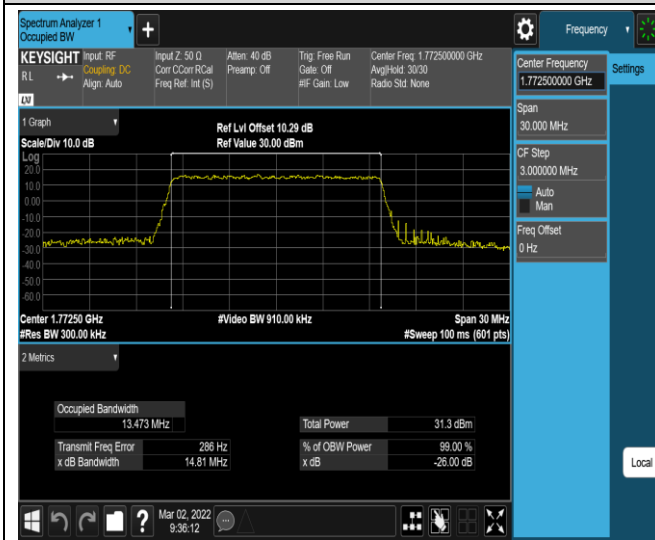 Spectrum Analyzer 1
Occupied BW
Frequency
KEYSIGHT
R L
LXI
Input: RF
Coupling: DC
Align: Auto
Input Z: 50 Ω
Corr CCorr RCal
Freq Ref: Int (S)
Atten: 40 dB
Preamp: Off
Trig: Free Run
Gate: Off
#IF Gain: Low
Center Freq: 1.772500000 GHz
Avg|Hold: 30/30
Radio Std: None
Center Frequency
1.772500000 GHz
Settings
Span
30.000 MHz
CF Step
3.000000 MHz
Auto
Man
Freq Offset
0 Hz
1 Graph
Scale/Div 10.0 dB
Ref Lvl Offset 10.29 dB
Ref Value 30.00 dBm
Log
20.0
10.0
0.00
-10.0
-20.0
-30.0
-40.0
-50.0
-60.0
Center 1.77250 GHz
#Video BW 910.00 kHz
Span 30 MHz
#Res BW 300.00 kHz
#Sweep 100 ms (601 pts)
2 Metrics
Occupied Bandwidth
13.473 MHz
Total Power 31.3 dBm
Transmit Freq Error 286 Hz
% of OBW Power 99.00 %
x dB Bandwidth 14.81 MHz
x dB -26.00 dB
Local
?
Mar 02, 2022
9:36:12